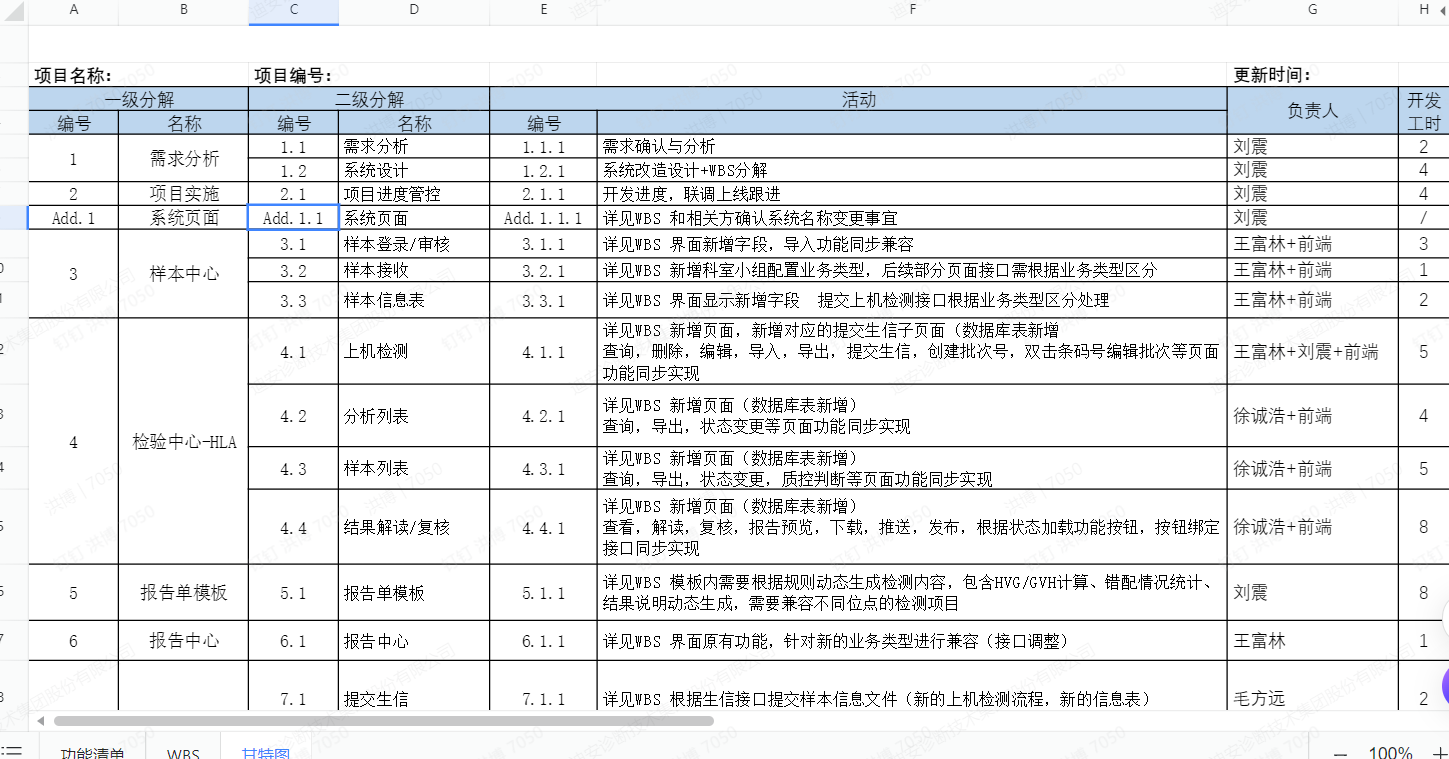 A B C D E F G H
项目名称: 项目编号: 更新时间:
一级分解 二级分解 活动 负责人 开发工时
编号 名称 编号 名称 编号
1 需求分析 1.1 需求分析 1.1.1 需求确认与分析 刘震 2
1.2 系统设计 1.2.1 系统改造设计+WBS分解 刘震 4
2 项目实施 2.1 项目进度管控 2.1.1 开发进度, 联调上线跟进 刘震 4
Add.1 系统页面 Add.1.1 系统页面 Add.1.1.1 详见WBS 和相关方确认系统名称变更事宜 刘震 /
3 样本中心 3.1 样本登录/审核 3.1.1 详见WBS 界面新增字段, 导入功能同步兼容 王富林+前端 3
3.2 样本接收 3.2.1 详见WBS 新增科室小组配置业务类型, 后续部分页面接口需根据业务类型区分 王富林+前端 1
3.3 样本信息表 3.3.1 详见WBS 界面显示新增字段 提交上机检测接口根据业务类型区分处理 王富林+前端 2
4 检验中心-HLA 4.1 上机检测 4.1.1 详见WBS 新增页面, 新增对应的提交生信子页面（数据库表新增
查询, 删除, 编辑, 导入, 导出, 提交生信, 创建批次号, 双击条码号编辑批次等页面
功能同步实现 王富林+刘震+前端 5
4.2 分析列表 4.2.1 详见WBS 新增页面（数据库表新增）
查询, 导出, 状态变更等页面功能同步实现 徐诚浩+前端 4
4.3 样本列表 4.3.1 详见WBS 新增页面（数据库表新增）
查询, 导出, 状态变更, 质控判断等页面功能同步实现 徐诚浩+前端 5
4.4 结果解读/复核 4.4.1 详见WBS 新增页面（数据库表新增）
查看, 解读, 复核, 报告预览, 下载, 推送, 发布, 根据状态加载功能按钮, 按钮绑定
接口同步实现 徐诚浩+前端 8
5 报告单模板 5.1 报告单模板 5.1.1 详见WBS 模板内需要根据规则动态生成检测内容, 包含HVG/GVH计算、错配情况统计、
结果说明动态生成, 需要兼容不同位点的检测项目 刘震 8
6 报告中心 6.1 报告中心 6.1.1 详见WBS 界面原有功能, 针对新的业务类型进行兼容（接口调整） 王富林 1
7.1 提交生信 7.1.1 详见WBS 根据生信接口提交样本信息文件（新的上机检测流程, 新的信息表） 毛方远 2
功能清单 WBS 甘特图 100%